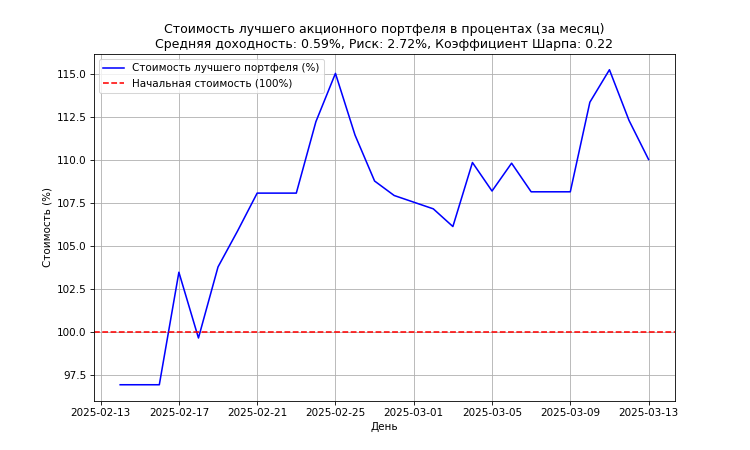 Стоимость лучшего акционного портфеля в процентах (за месяц)
Средняя доходность: 0.59%, Риск: 2.72%, Коэффициент Шарпа: 0.22
Стоимость лучшего портфеля (%)
Начальная стоимость (100%)
Стоимость (%)
115.0
112.5
110.0
107.5
105.0
102.5
100.0
97.5
2025-02-13
2025-02-17
2025-02-21
2025-02-25
2025-03-01
2025-03-05
2025-03-09
2025-03-13
День